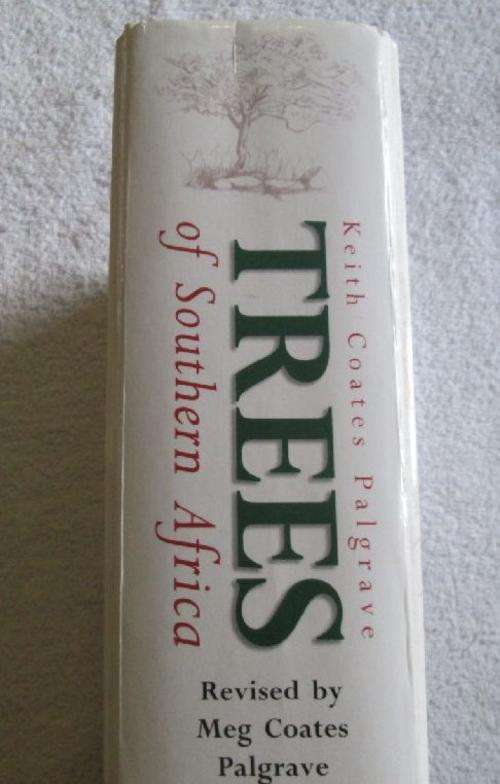 Keith Coates Palgrave
TREES
of Southern Africa
Revised by
Meg Coates
Palgrave